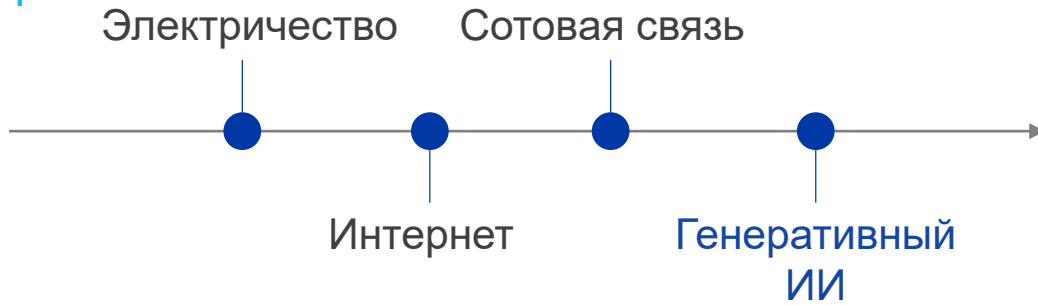 Электричество
Сотовая связь
Интернет
Генеративный
ИИ